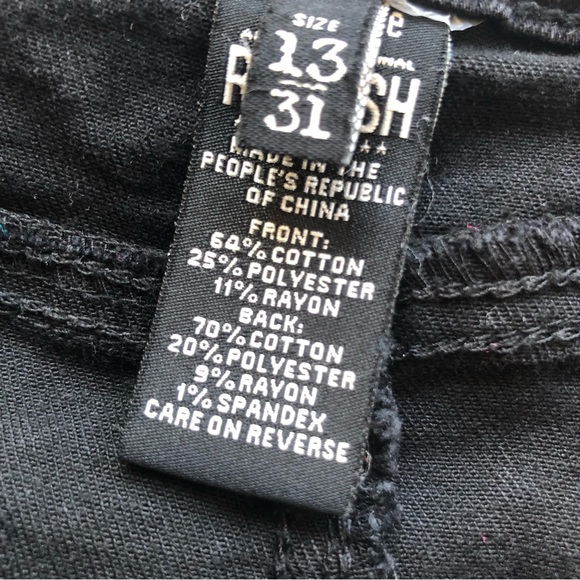 SIZE
13
31
MADE IN THE
PEOPLE'S REPUBLIC
OF CHINA
FRONT:
64% COTTON
25% POLYESTER
11% RAYON
BACK:
70% COTTON
20% POLYESTER
9% RAYON
1% SPANDEX
CARE ON REVERSE